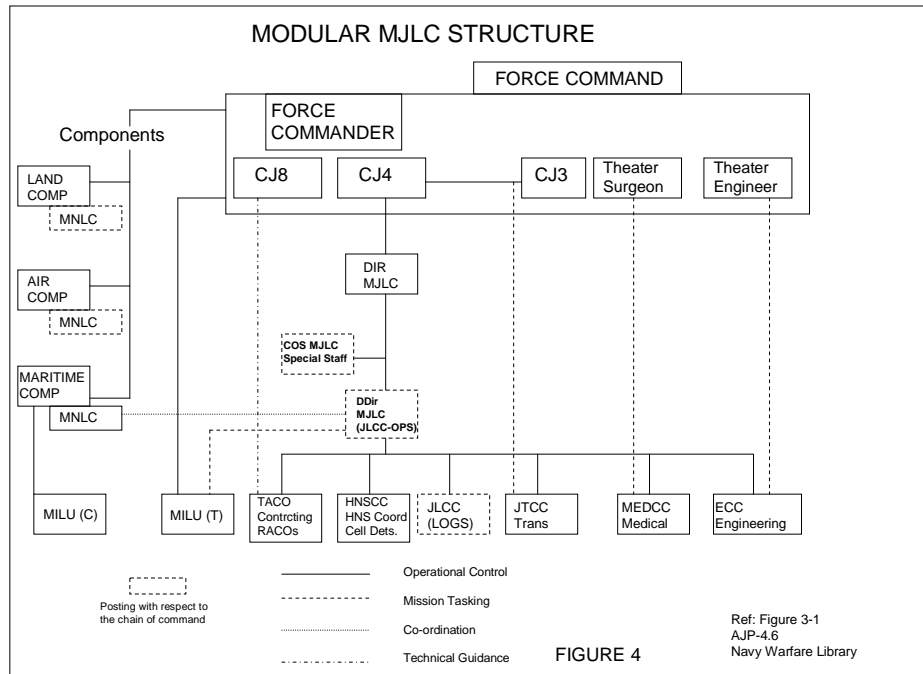 MODULAR MJLC STRUCTURE
FORCE COMMAND
FORCE
COMMANDER
Components
CJ8
CJ4
CJ3
Theater
Surgeon
Theater
Engineer
LAND
COMP
MNLC
AIR
COMP
MNLC
DIR
MJLC
COS MJLC
Special Staff
MARITIME
COMP
MNLC
DDir
MJLC
(JLCC-OPS)
MILU (C)
MILU (T)
TACO
Contrcting
RACOs
HNSCC
HNS Coord
Cell Dets.
JLCC
(LOGS)
JTCC
Trans
MEDCC
Medical
ECC
Engineering
Posting with respect to
the chain of command
Operational Control
Mission Tasking
Co-ordination
Technical Guidance
FIGURE 4
Ref: Figure 3-1
AJP-4.6
Navy Warfare Library